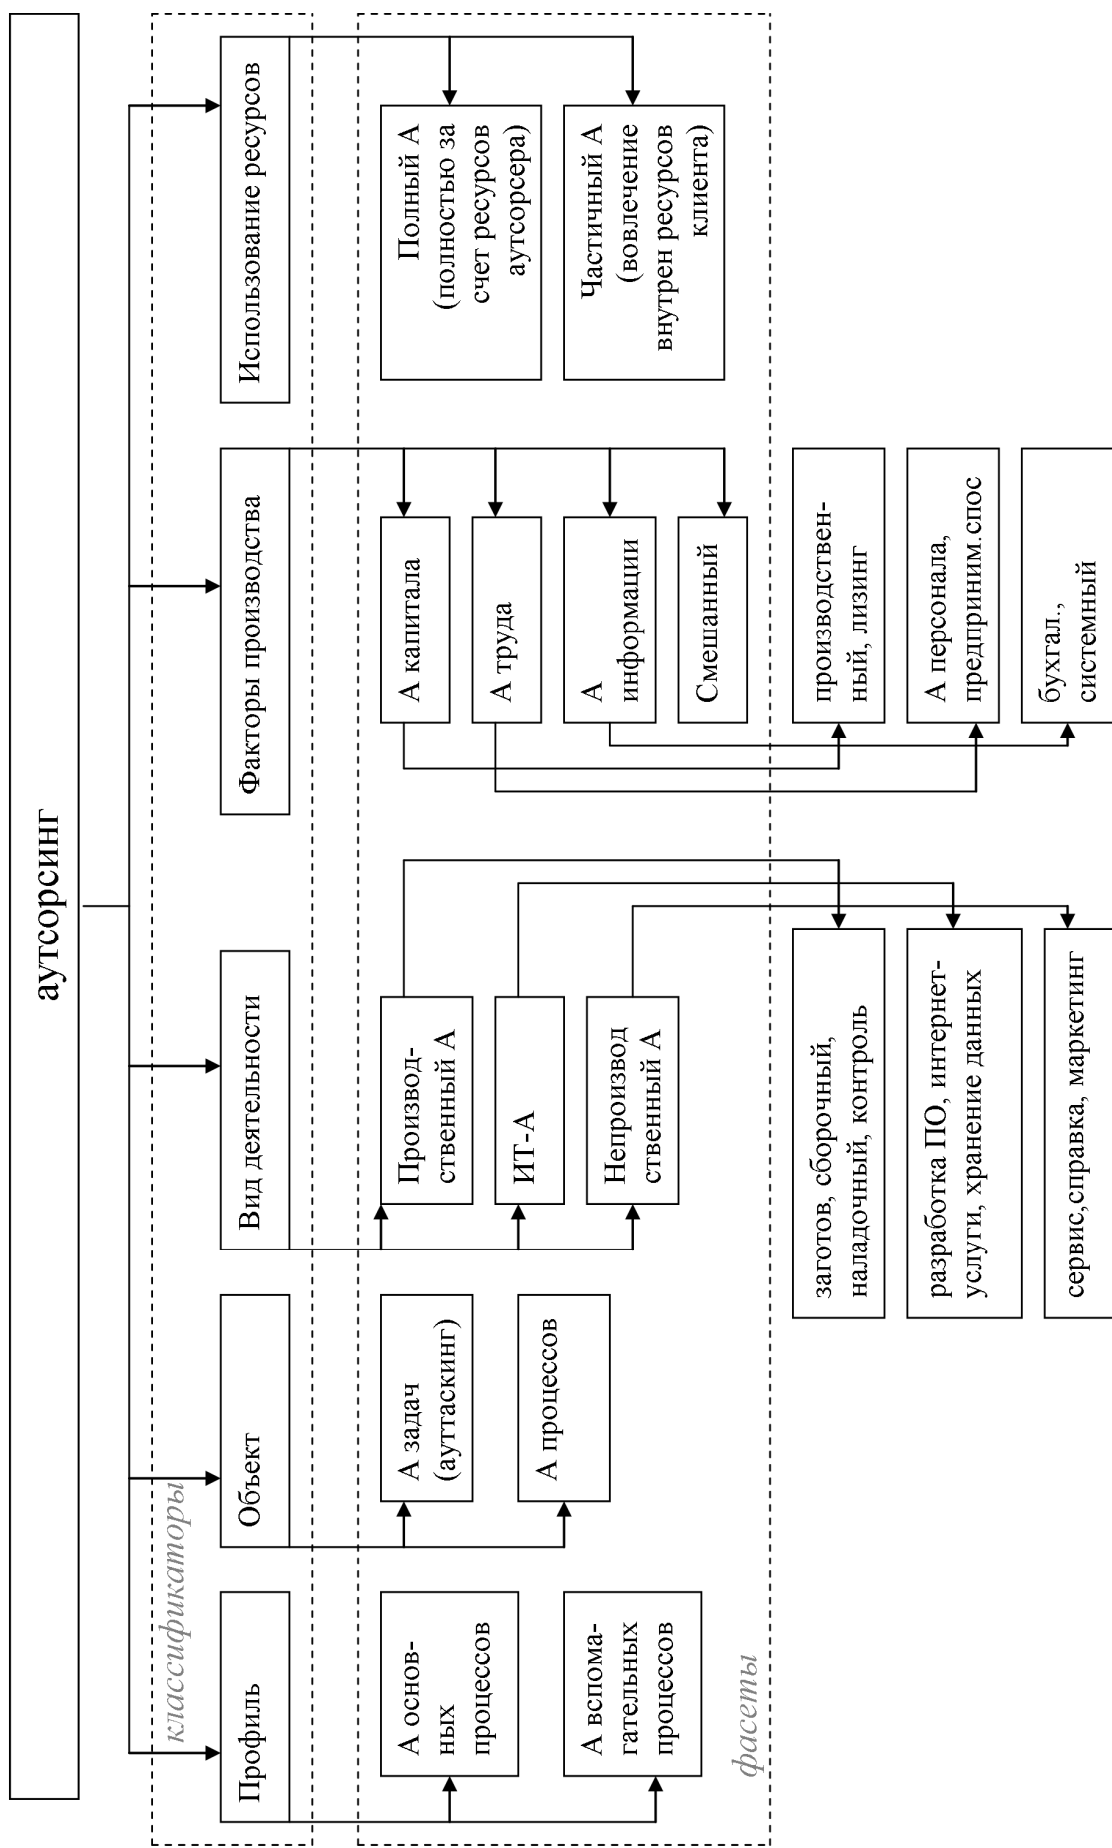 аутсорсинг
классификаторы
Профиль
Объект
Вид деятельности
Факторы производства
Использование ресурсов
А основ-
ных
процессов
А вспома-
гательных
процессов
А задач
(ауттаскинг)
А процессов
Производ-
ственный А
ИТ-А
Непроизвод
ственный А
А капитала
А труда
А
информации
Смешанный
Полный А
(полностью за
счет ресурсов
аутсорсера)
Частичный А
(вовлечение
внутрен ресурсов
клиента)
фасеты
заготов, сборочный,
наладочный, контроль
разработка ПО, интернет-
услуги, хранение данных
сервис,справка, маркетинг
производствен-
ный, лизинг
А персонала,
предприним.спос
бухгал.,
системный